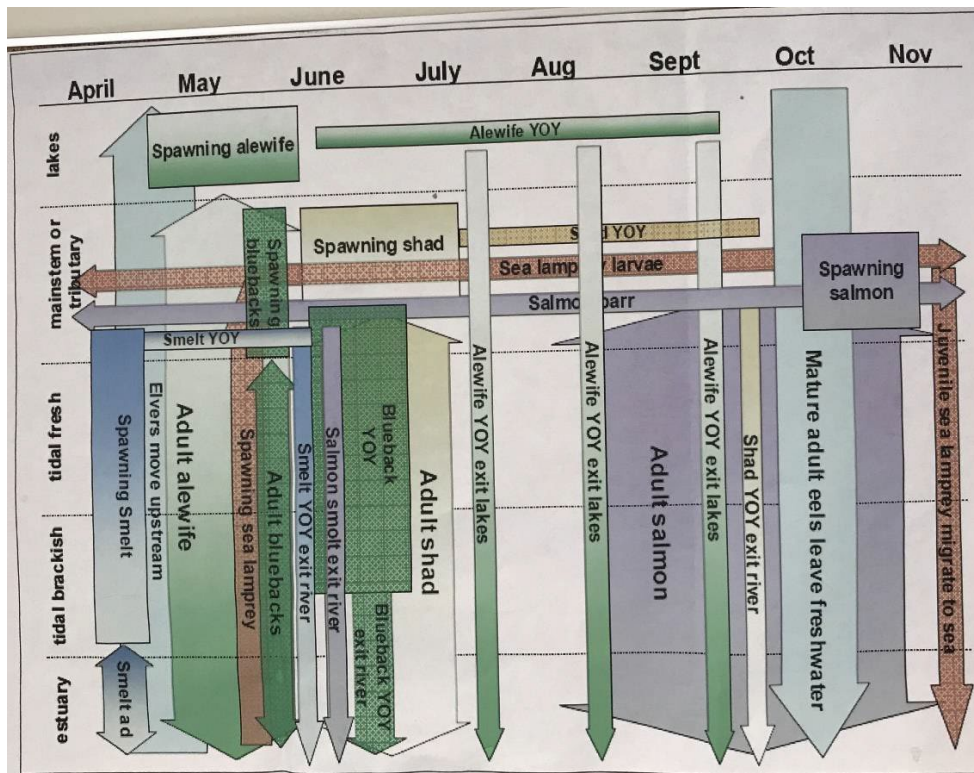 April
May
June
July
Aug
Sept
Oct
Nov
lakes
mainstem or
tributary
tidal fresh
tidal brackish
estuary
Spawning alewife
Alewife YOY
Spawning
bluebacks
Spawning shad
YOY
Sea lamprey larvae
Salmon parr
Spawning
salmon
Smelt YOY
Spawning Smelt
Smelt ad
Elvers move upstream
Adult alewife
Spawning sea lamprey
Adult bluebacks
Smelt YOY exit river
Salmon smolt exit river
Blueback
YOY
Blueback YOY
exit river
Adult shad
Alewife YOY exit lakes
Alewife YOY exit lakes
Adult salmon
Alewife YOY exit lakes
Shad YOY exit river
Mature adult eels leave freshwater
Juvenile sea lamprey migrate to sea